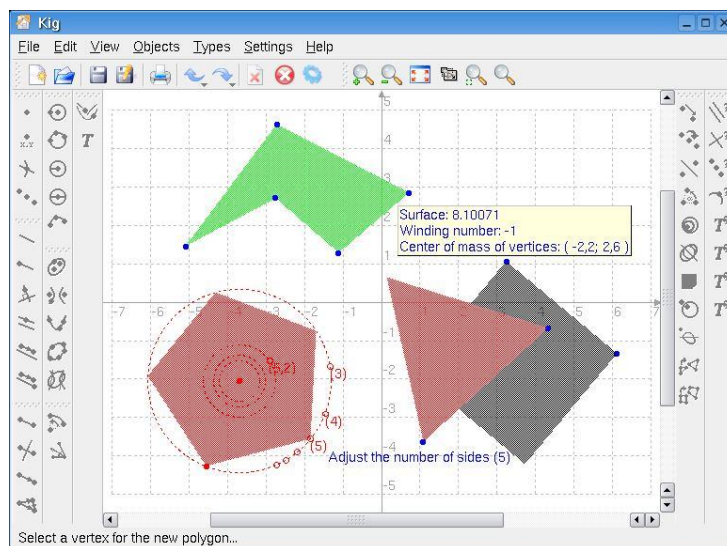 Kig
File Edit View Objects Types Settings Help
T
5
4
3
2
1
-7 -6 -5 -4 -3 -2 -1 1 2 3 4 5 6 7
-1
-2
-3
-4
-5
Surface: 8.10071
Winding number: -1
Center of mass of vertices: ( -2,2; 2,6 )
(5,2)
(3)
(4)
(5)
Adjust the number of sides (5)
Select a vertex for the new polygon...